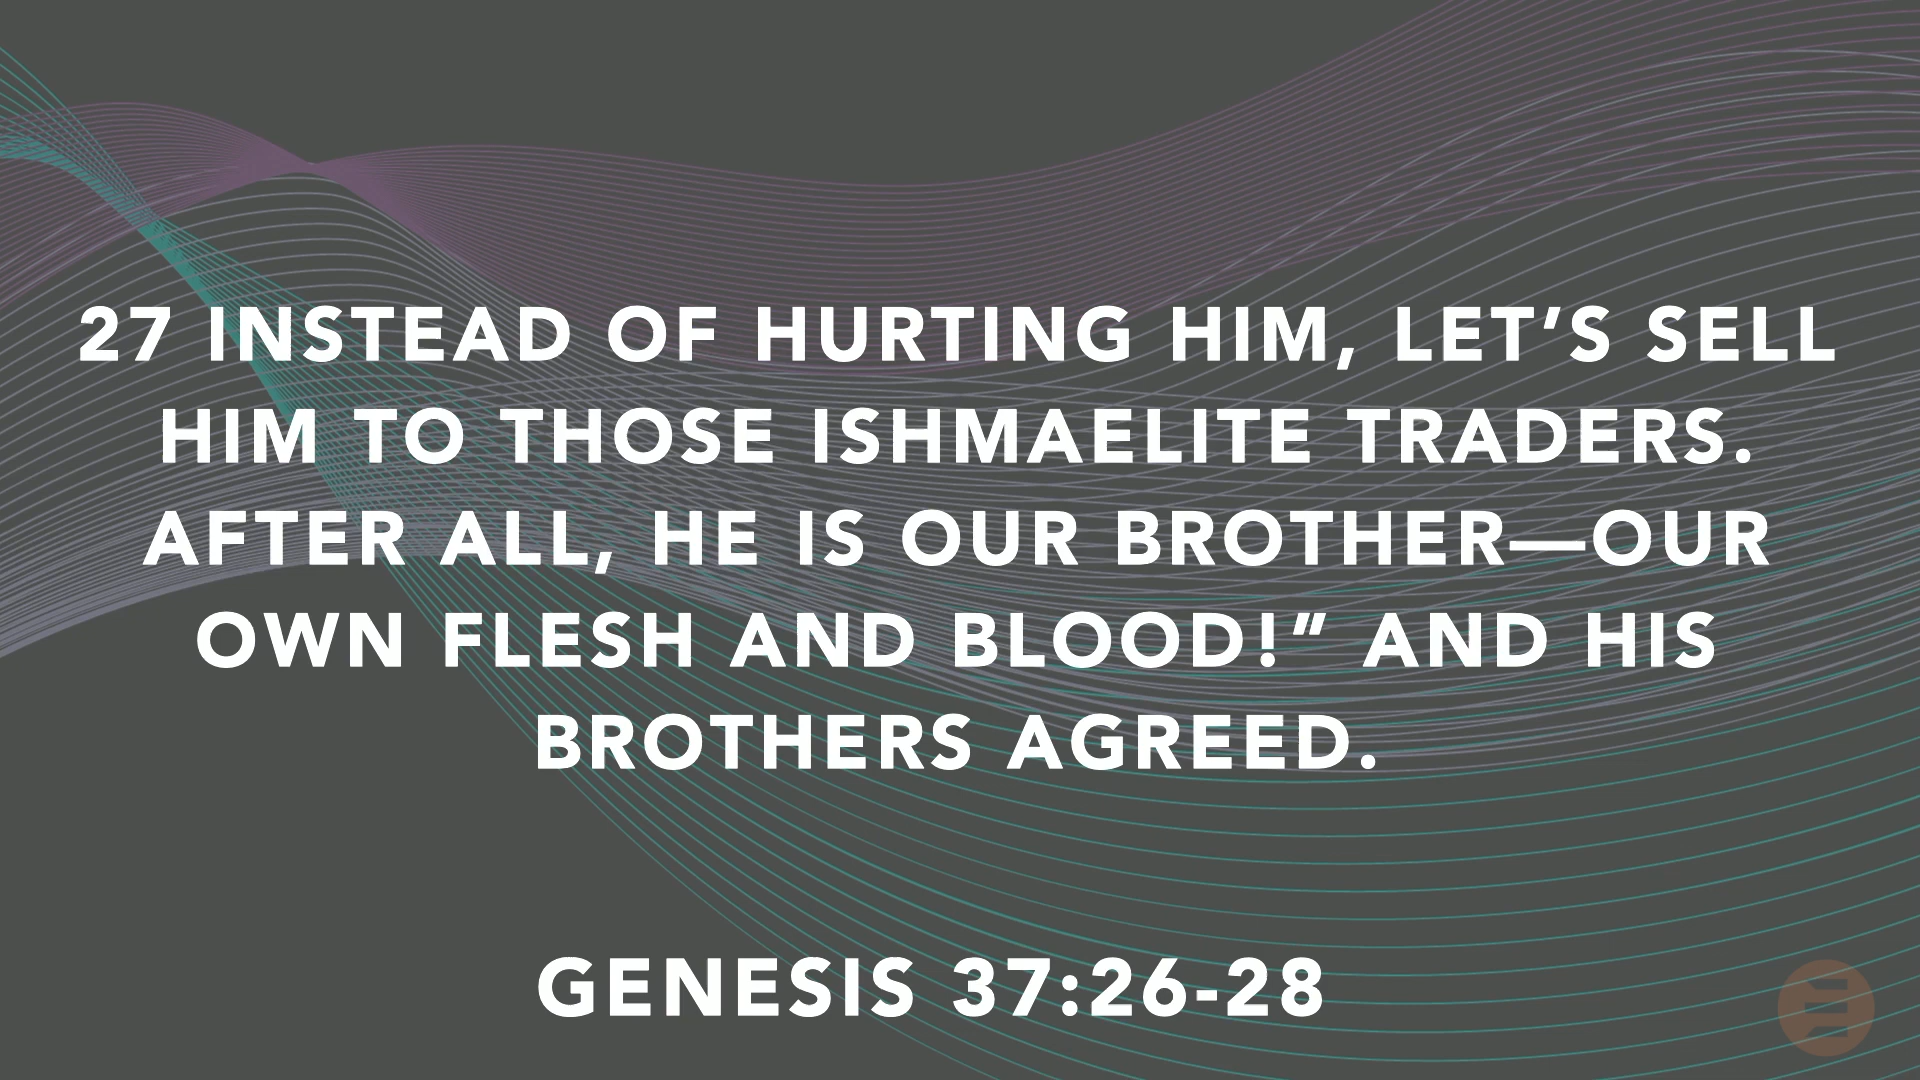 27 INSTEAD OF HURTING HIM, LET’S SELL
HIM TO THOSE ISHMAELITE TRADERS.
AFTER ALL, HE IS OUR BROTHER—OUR
OWN FLESH AND BLOOD!” AND HIS
BROTHERS AGREED.
GENESIS 37:26-28